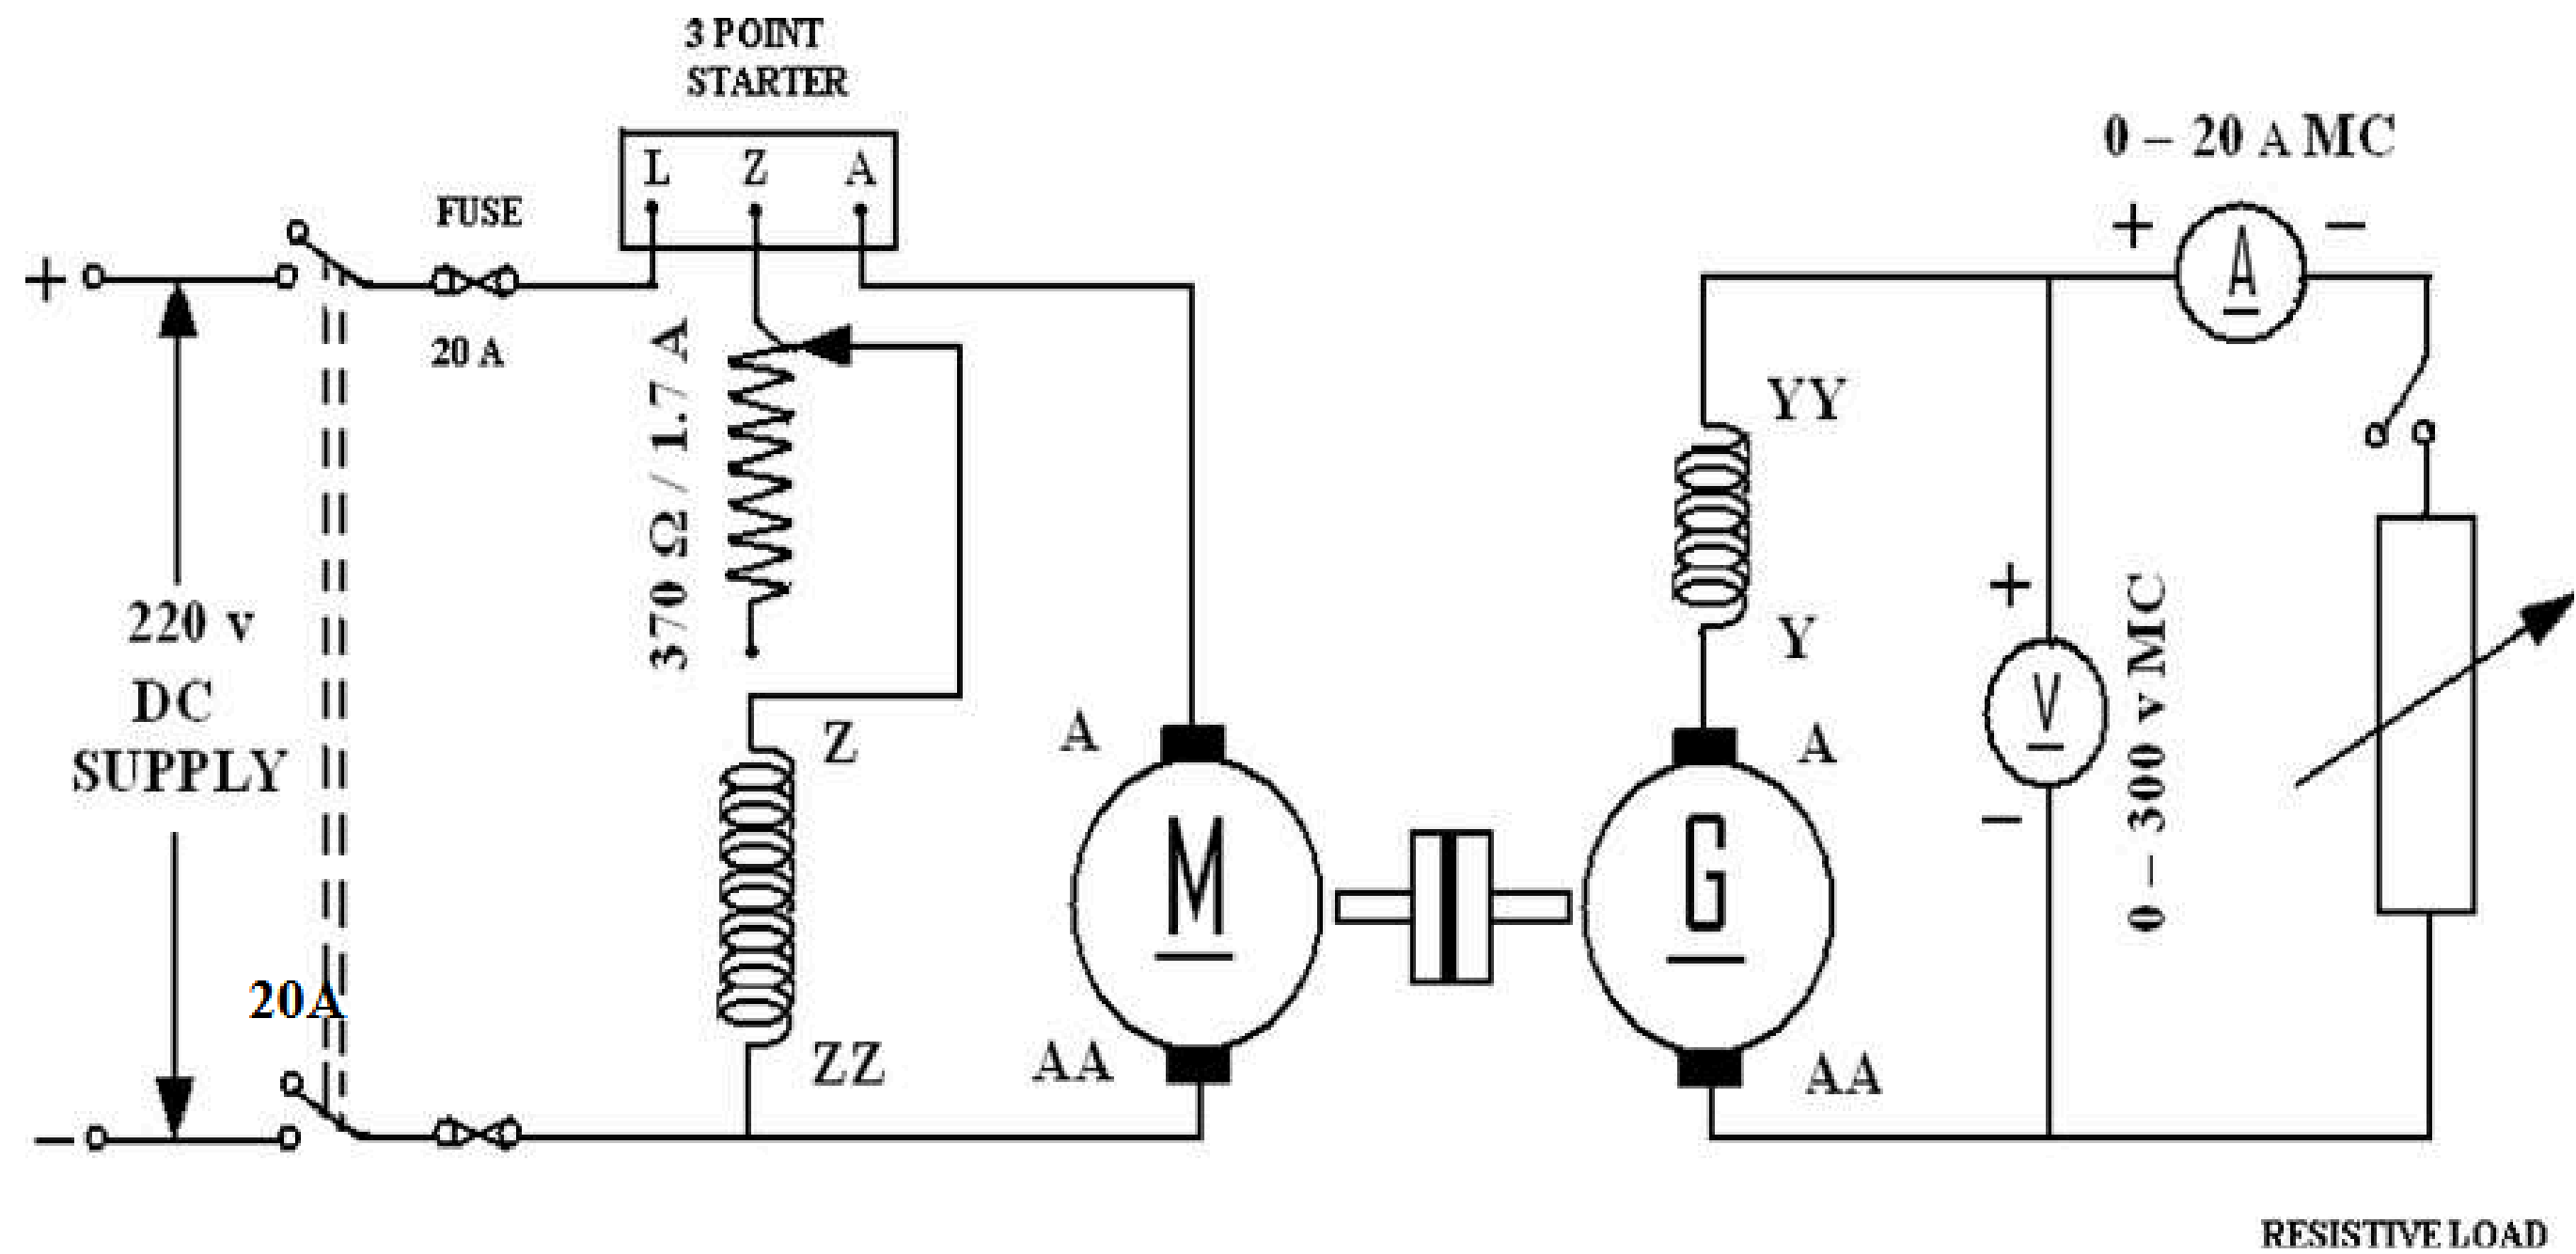 3 POINT
STARTER
L Z A
FUSE
20 A
+
220 v
DC
SUPPLY
20A
–
370 Ω / 1.7 A
Z
ZZ
A
M
AA
YY
Y
A
G
AA
0 – 20 A MC
+ A –
+
V
–
0 – 300 v MC
RESISTIVE LOAD